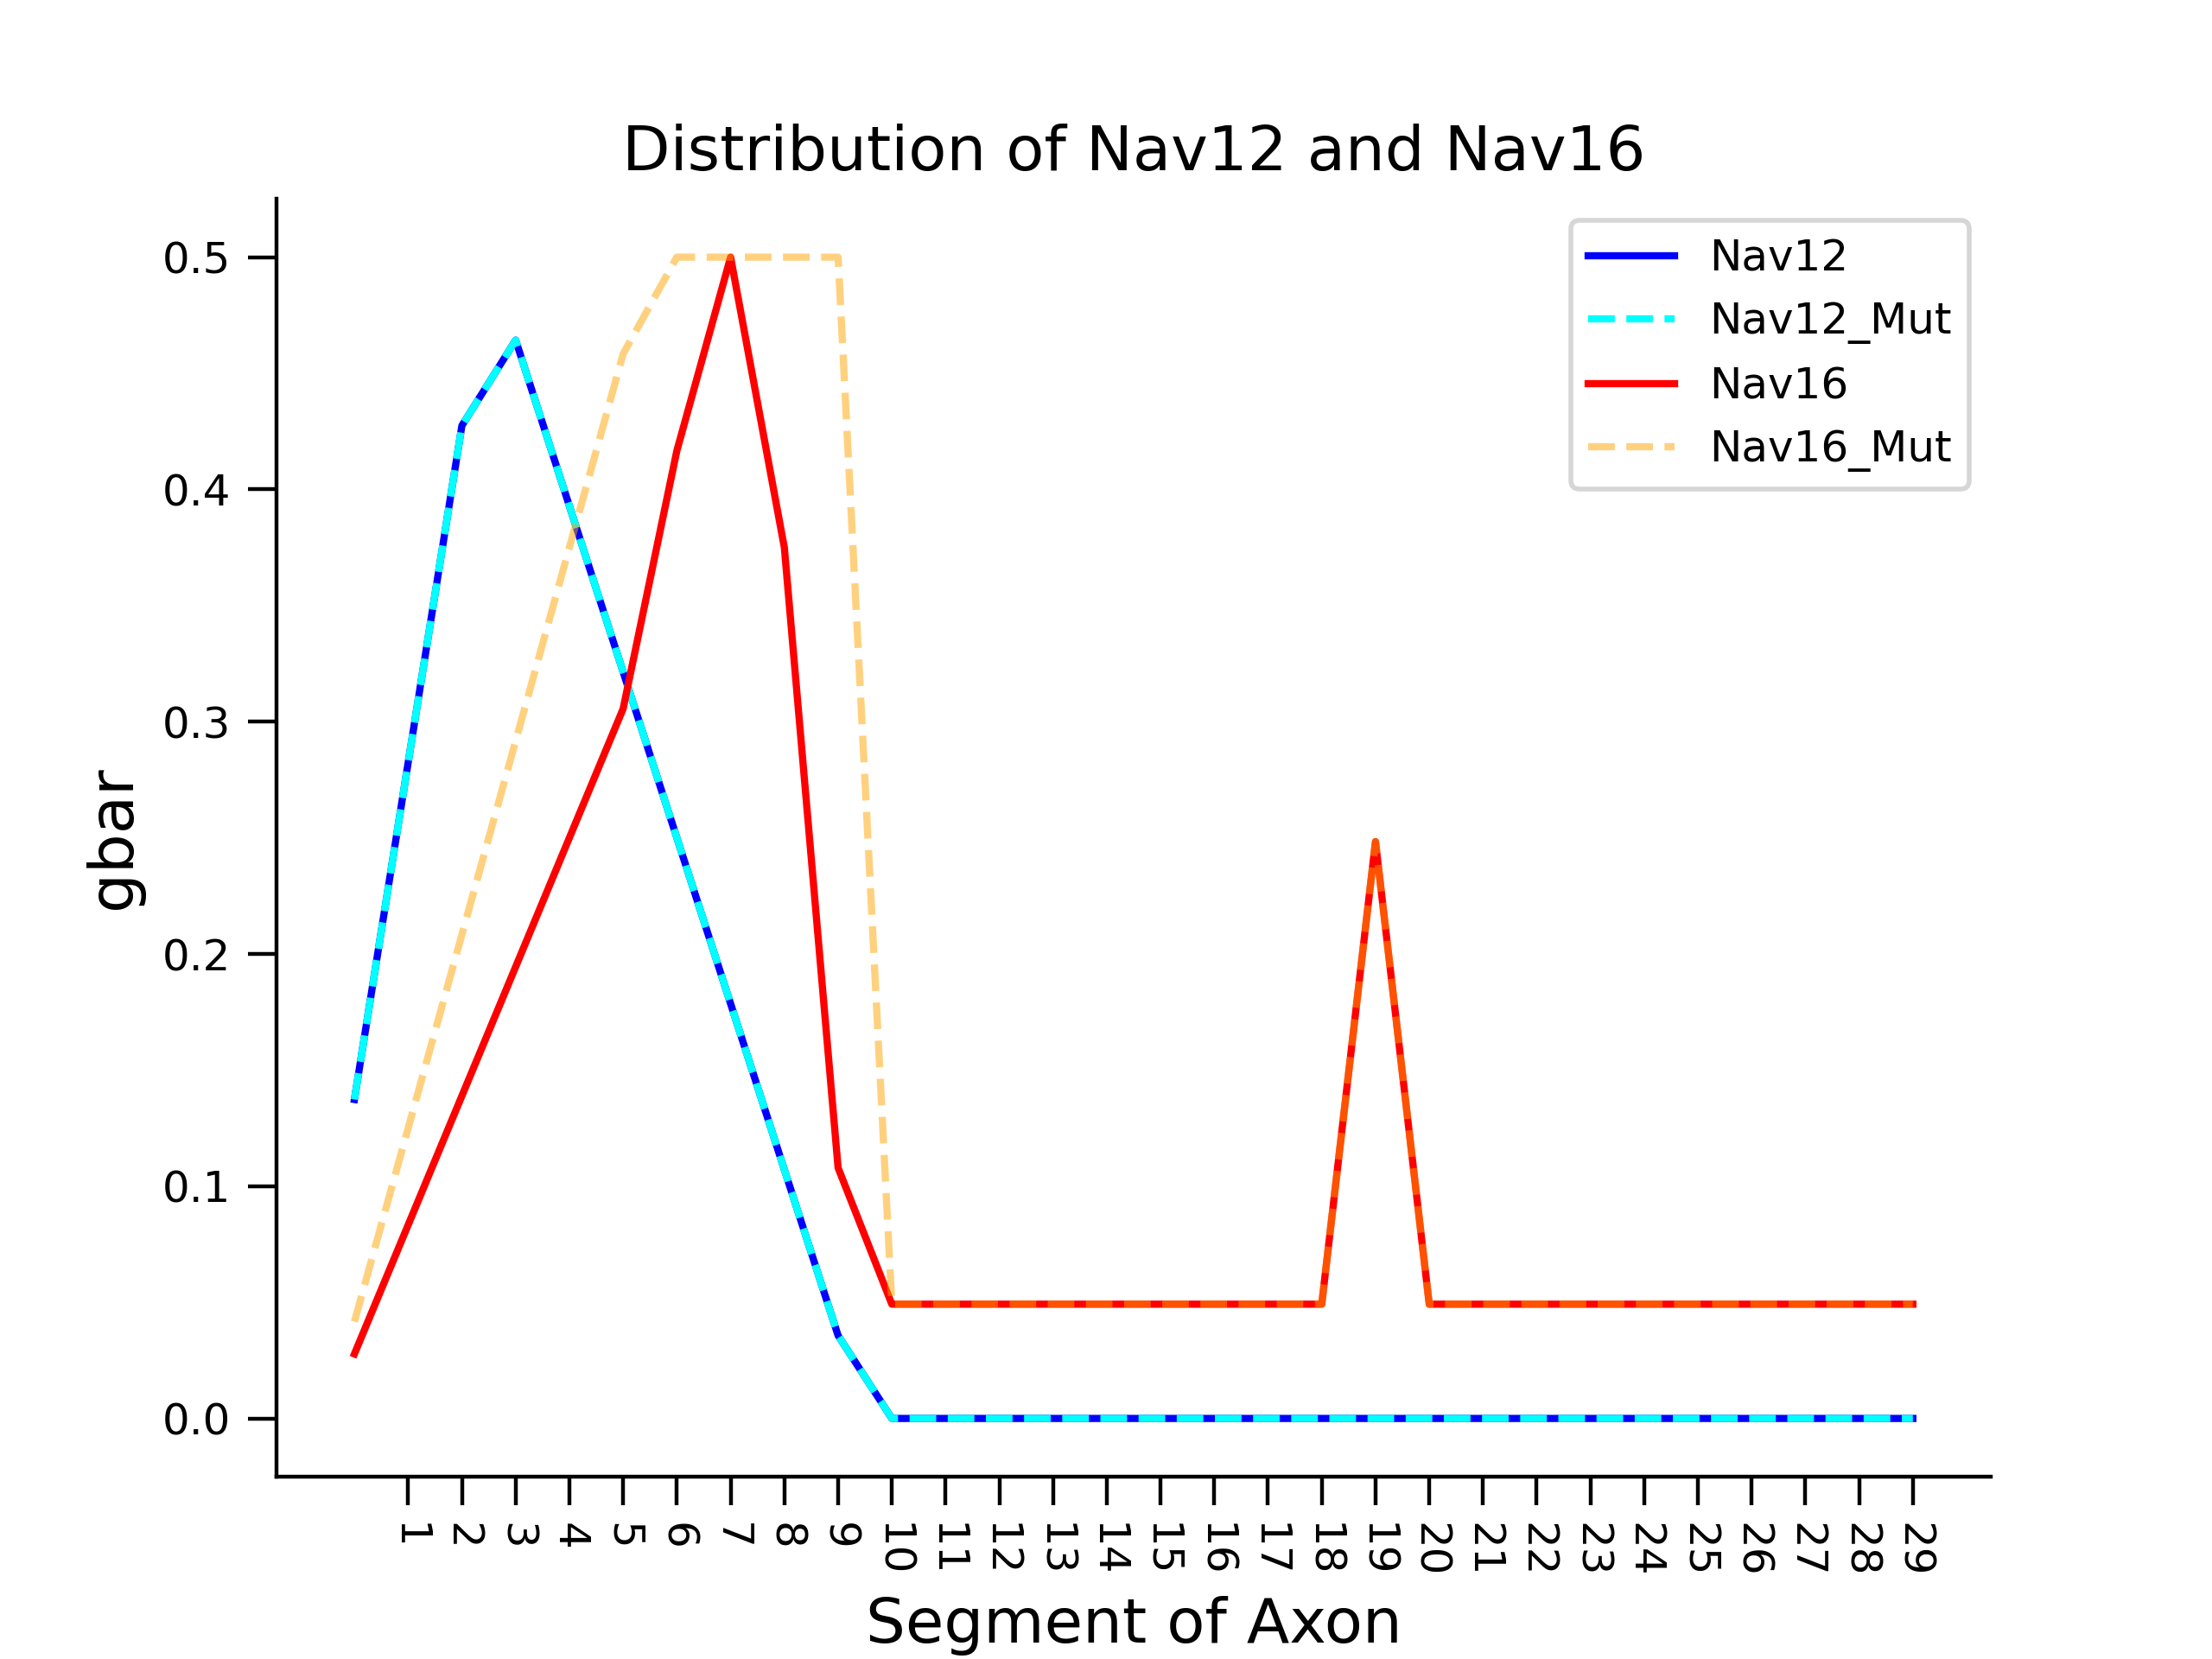 Distribution of Nav12 and Nav16
Nav12
Nav12_Mut
Nav16
Nav16_Mut
0.5
0.4
0.3
0.2
0.1
0.0
gbar
1 2 3 4 5 6 7 8 9 10 11 12 13 14 15 16 17 18 19 20 21 22 23 24 25 26 27 28 29
Segment of Axon